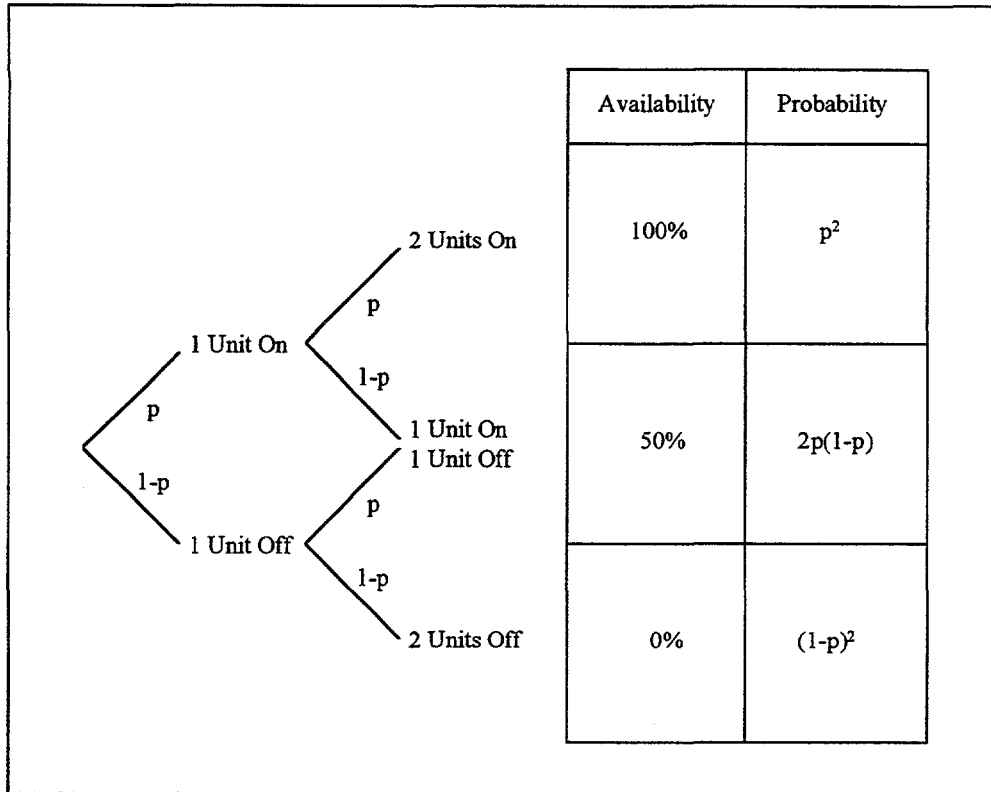 Availability Probability
100% p²
2 Units On
p
1 Unit On
1-p
p
1 Unit On
1 Unit Off
50% 2p(1-p)
1-p
p
1 Unit Off
1-p
2 Units Off
0% (1-p)²